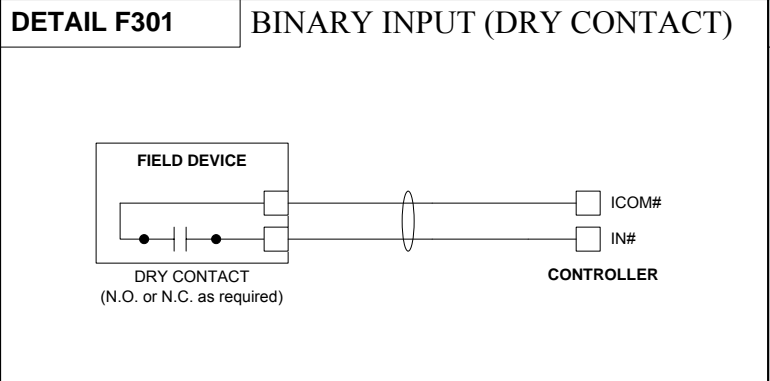 DETAIL F301
BINARY INPUT (DRY CONTACT)
FIELD DEVICE
ICOM#
IN#
DRY CONTACT
(N.O. or N.C. as required)
CONTROLLER